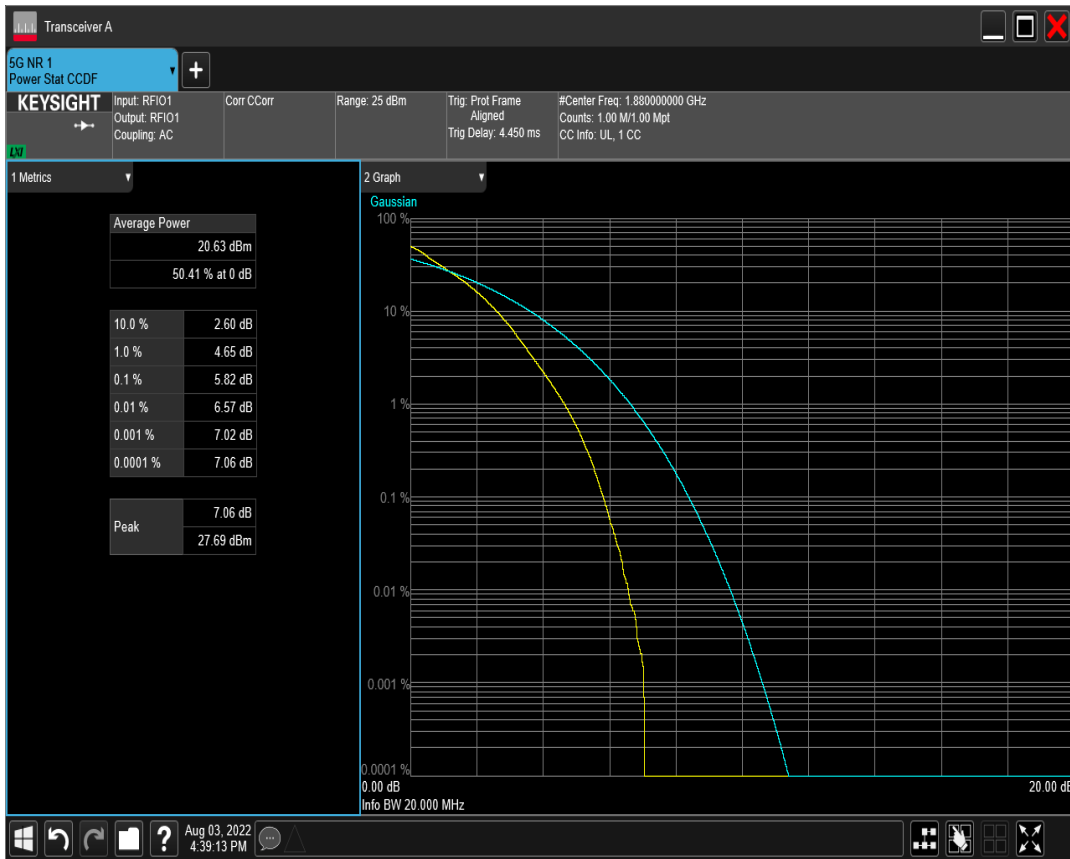 Transceiver A
5G NR 1
Power Stat CCDF
+
KEYSIGHT
LXI
Input: RFIO1
Output: RFIO1
Coupling: AC
Corr CCorr
Range: 25 dBm
Trig: Prot Frame
Aligned
Trig Delay: 4.450 ms
#Center Freq: 1.880000000 GHz
Counts: 1.00 M/1.00 Mpt
CC Info: UL, 1 CC
1 Metrics
Average Power
20.63 dBm
50.41 % at 0 dB
10.0 % 2.60 dB
1.0 % 4.65 dB
0.1 % 5.82 dB
0.01 % 6.57 dB
0.001 % 7.02 dB
0.0001 % 7.06 dB
Peak 7.06 dB
27.69 dBm
2 Graph
Gaussian
100 %
10 %
1 %
0.1 %
0.01 %
0.001 %
0.0001 %
0.00 dB 20.00 dB
Info BW 20.000 MHz
?
Aug 03, 2022
4:39:13 PM